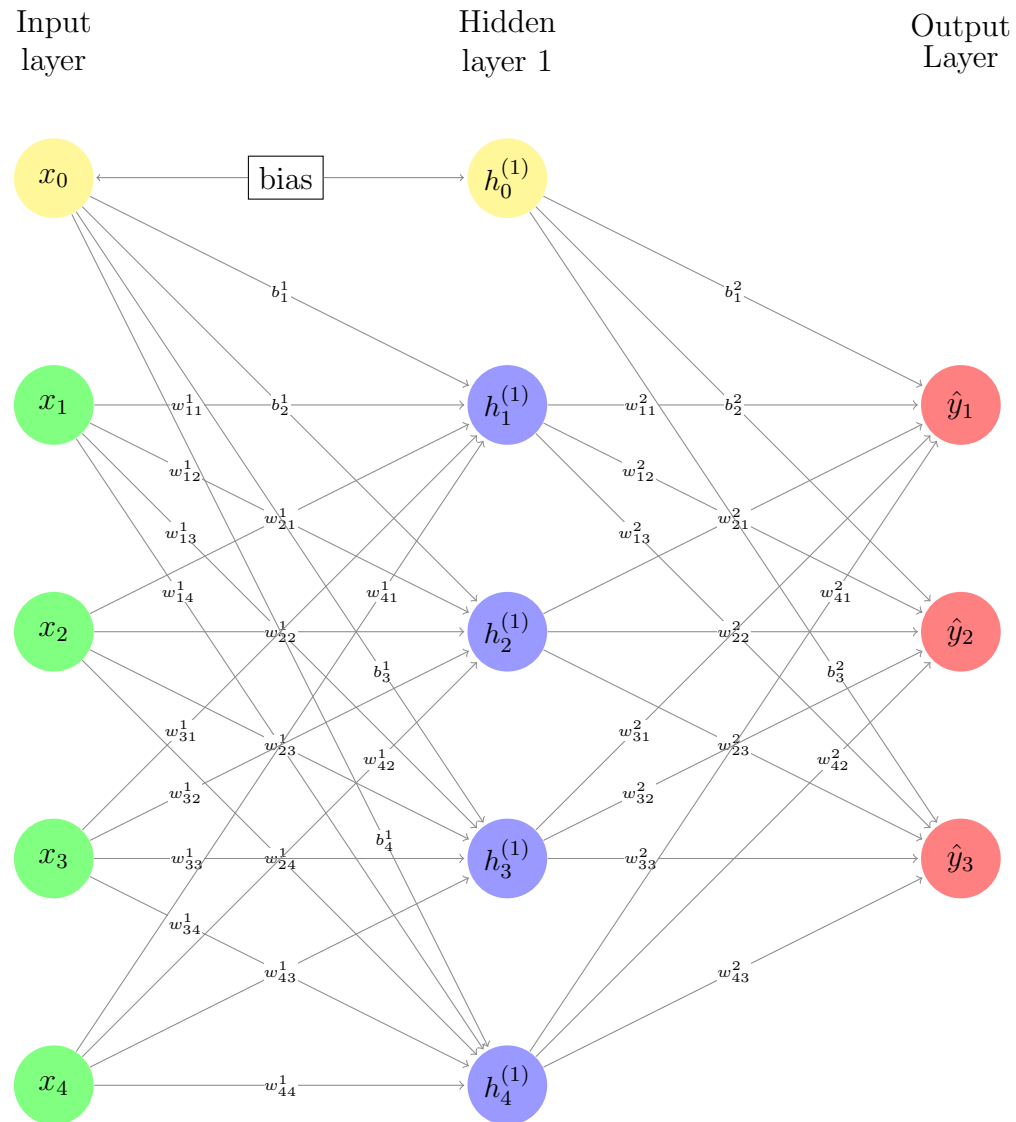 Input
layer
Hidden
layer 1
Output
Layer
x₀
bias
h₀⁽¹⁾
b¹₁
b²₁
x₁
w¹₁₁
b¹₂
h₁⁽¹⁾
w²₁₁
b²₂
ŷ₁
w¹₁₂
w²₁₂
w¹₂₁
w²₂₁
w¹₁₃
w²₁₃
w¹₁₄
w¹₄₁
w²₄₁
x₂
w¹₂₂
h₂⁽¹⁾
w²₂₂
ŷ₂
b¹₃
b²₃
w¹₃₁
w²₃₁
w¹₂₃
w²₂₃
w¹₄₂
w²₄₂
w¹₃₂
w²₃₂
b¹₄
x₃
w¹₃₃
w¹₂₄
h₃⁽¹⁾
w²₃₃
ŷ₃
w¹₃₄
w¹₄₃
w²₄₃
x₄
w¹₄₄
h₄⁽¹⁾